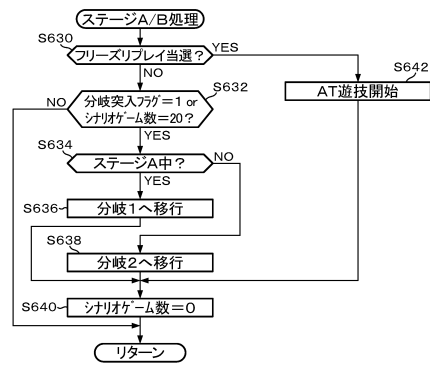 ステージA/B処理
S630
フリーズリプレイ当選?
YES
NO
S642
AT遊技開始
S632
NO
分岐突入フラグ=1 or
シナリオゲーム数=20?
YES
S634
ステージA中?
NO
YES
S636
分岐1へ移行
S638
分岐2へ移行
S640
シナリオゲーム数=0
リターン